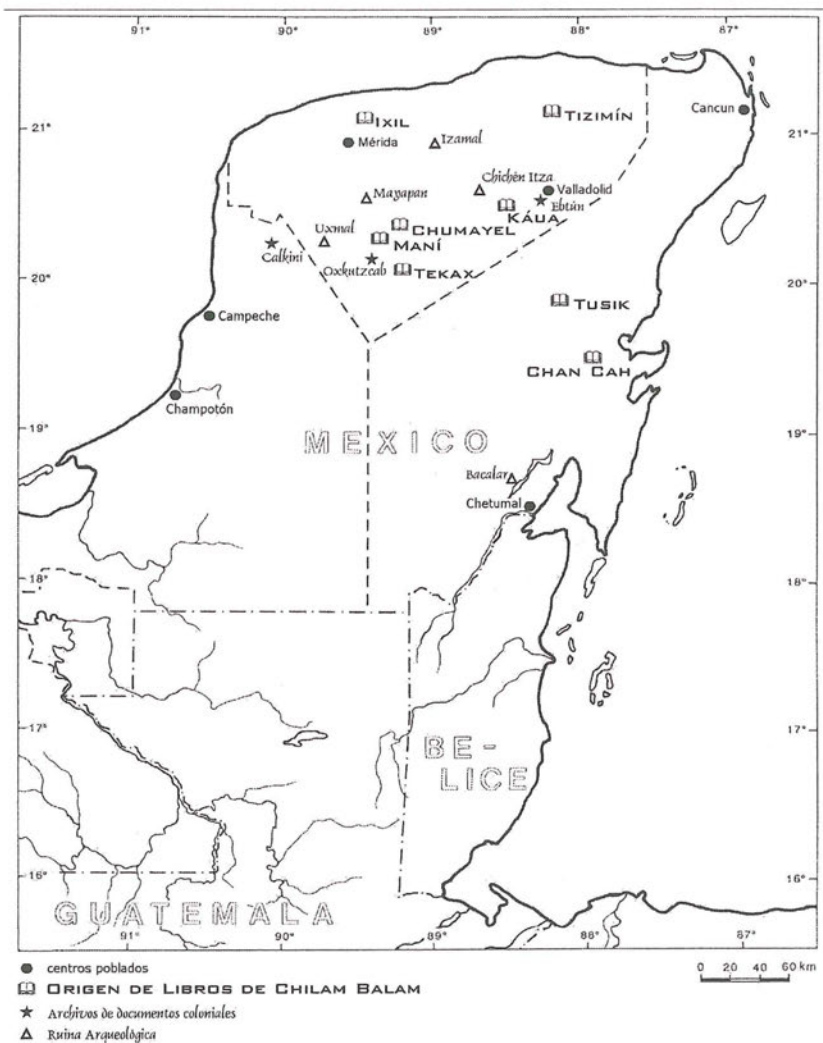 91° 90° 89° 88° 87°
21° IXIL TIZIMÍN Cancun 21°
Mérida Izamal
Chichén Itza Valladolid
Mayapan KÁUA Ebtún
Uxmal CHUMAYEL
Calkini MANÍ
Oxkutzcab TEKAX
20° 20°
TUSIK
Campeche
CHAN CAH
Champotón
19° MEXICO 19°
Bacalar
Chetumal
18° 18°
17° 17°
BE-
LICE
16° 16°
GUATEMALA
91° 90° 89° 88° 87°
centros poblados
0 20 40 60 km
ORIGEN DE LIBROS DE CHILAM BALAM
Archivos de documentos coloniales
Ruina Arqueológica